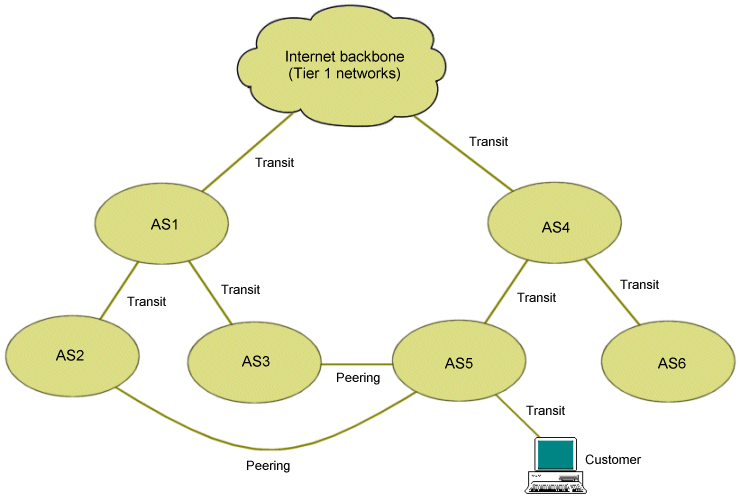 Internet backbone
(Tier 1 networks)
Transit
Transit
AS1
AS4
Transit
Transit
Transit
Transit
AS2
AS3
Peering
AS5
AS6
Transit
Peering
Customer